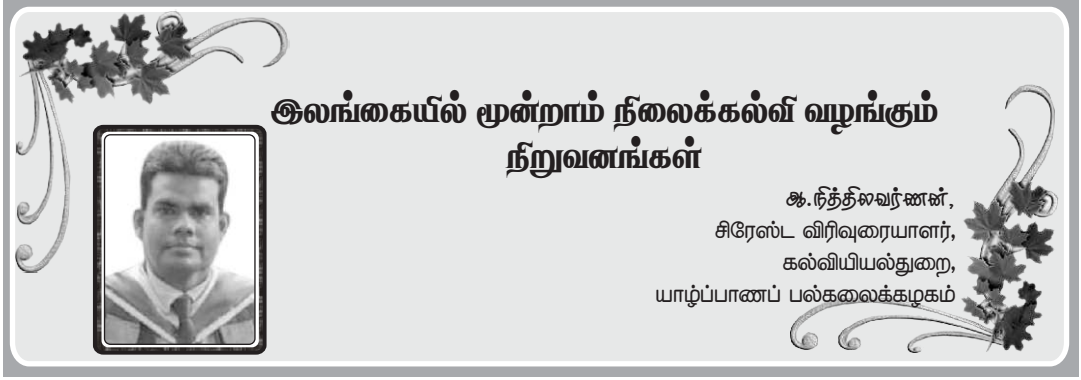 இலங்கையில் மூன்றாம் நிலைக்கல்வி வழங்கும்
நிறுவனங்கள்
ஆ.நித்திலவர்ணன்,
சிரேஸ்ட விரிவுரையாளர்,
கல்வியியல்துறை,
யாழ்ப்பாணப் பல்கலைக்கழகம்